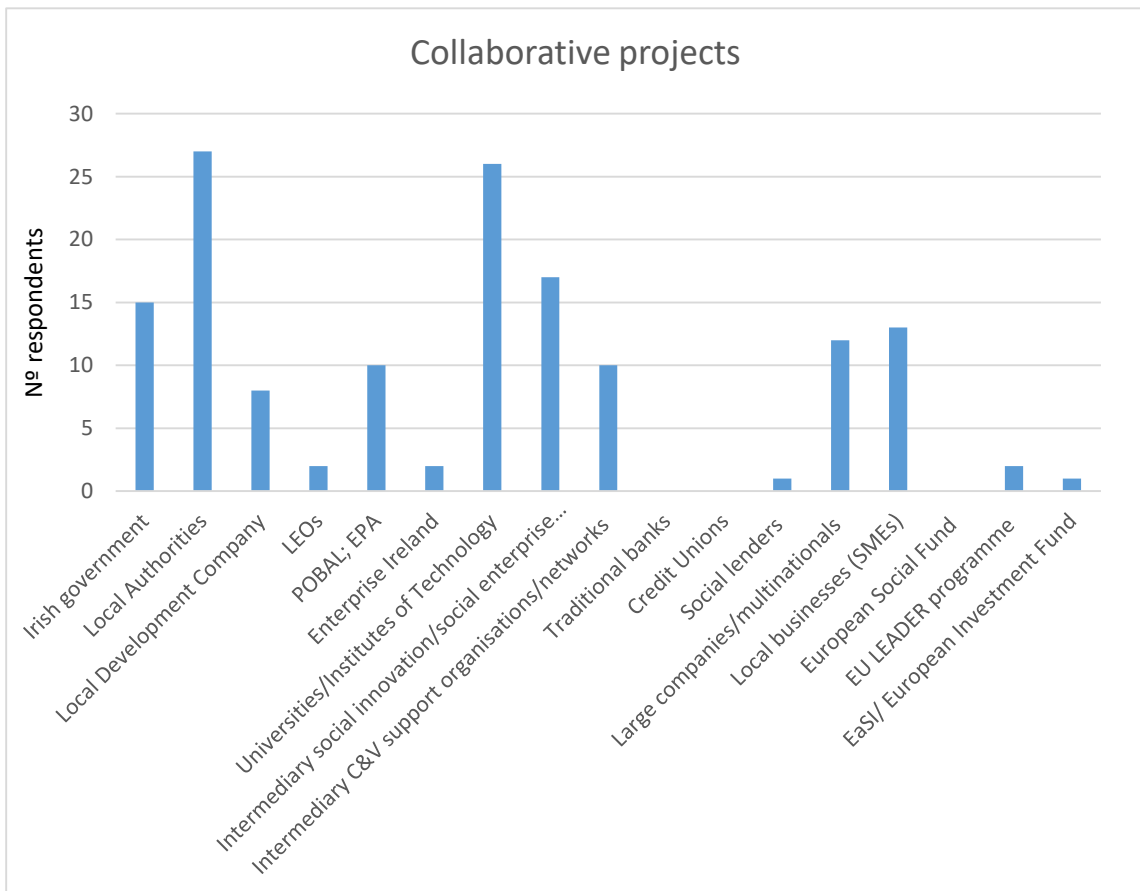 Collaborative projects
30
25
20
15
10
5
0
Nº respondents
Irish government
Local Authorities
Local Development Company
LEOs
POBAL; EPA
Enterprise Ireland
Universities/Institutes of Technology
Intermediary social innovation/social enterprise...
Intermediary C&V support organisations/networks
Traditional banks
Credit Unions
Social lenders
Large companies/multinationals
Local businesses (SMEs)
European Social Fund
EU LEADER programme
EaSI/ European Investment Fund